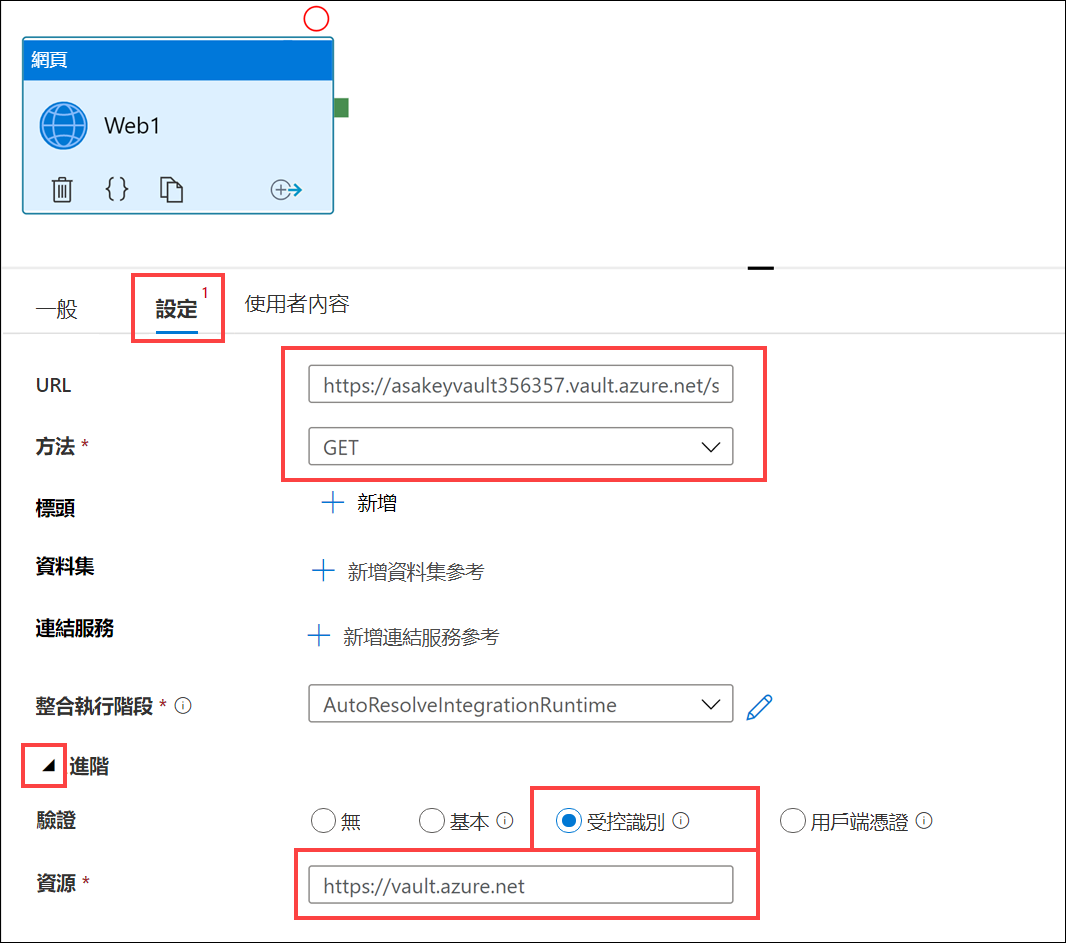 網頁
Web1
一般
設定 1
使用者內容
URL
https://asakeyvault356357.vault.azure.net/s
方法 *
GET
標頭
新增
資料集
新增資料集參考
連結服務
新增連結服務參考
整合執行階段 *
AutoResolveIntegrationRuntime
進階
驗證
無
基本
受控識別
用戶端憑證
資源 *
https://vault.azure.net